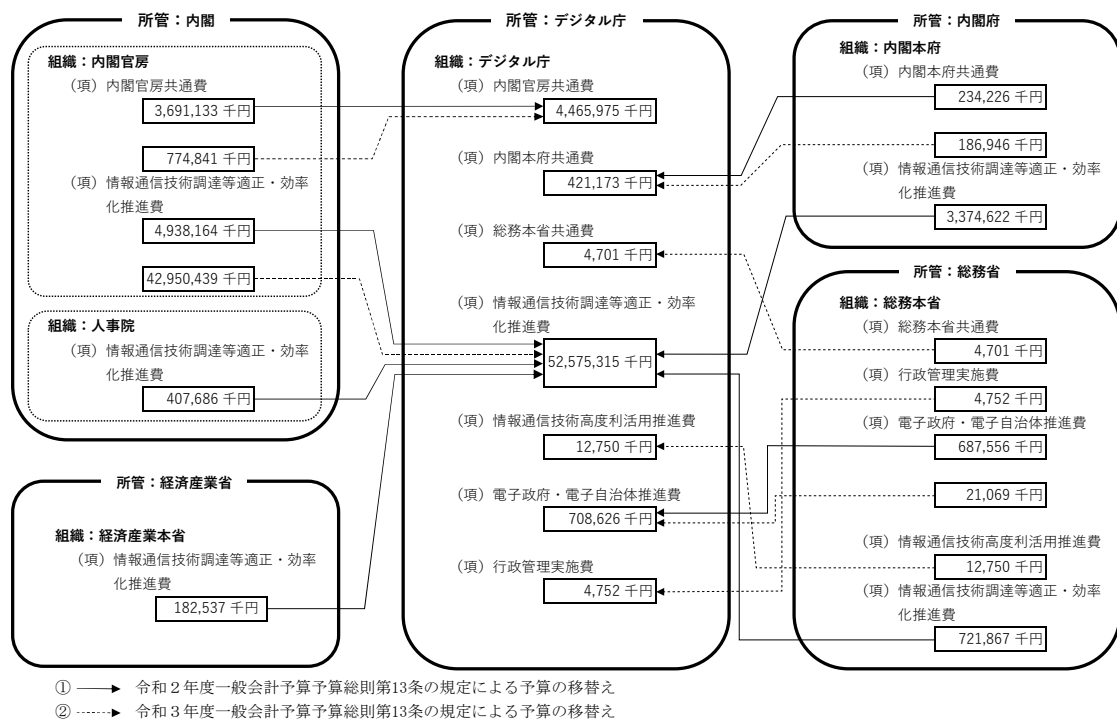 所管：内閣
組織：内閣官房
（項）内閣官房共通費
3,691,133 千円
774,841 千円
（項）情報通信技術調達等適正・効率
化推進費
4,938,164 千円
42,950,439 千円
組織：人事院
（項）情報通信技術調達等適正・効率
化推進費
407,686 千円
所管：経済産業省
組織：経済産業本省
（項）情報通信技術調達等適正・効率
化推進費
182,537 千円
所管：デジタル庁
組織：デジタル庁
（項）内閣官房共通費
4,465,975 千円
（項）内閣本府共通費
421,173 千円
（項）総務本省共通費
4,701 千円
（項）情報通信技術調達等適正・効率
化推進費
52,575,315 千円
（項）情報通信技術高度利活用推進費
12,750 千円
（項）電子政府・電子自治体推進費
708,626 千円
（項）行政管理実施費
4,752 千円
所管：内閣府
組織：内閣本府
（項）内閣本府共通費
234,226 千円
186,946 千円
（項）情報通信技術調達等適正・効率
化推進費
3,374,622 千円
所管：総務省
組織：総務本省
（項）総務本省共通費
4,701 千円
（項）行政管理実施費
4,752 千円
（項）電子政府・電子自治体推進費
687,556 千円
21,069 千円
（項）情報通信技術高度利活用推進費
12,750 千円
（項）情報通信技術調達等適正・効率
化推進費
721,867 千円
① 令和２年度一般会計予算予算総則第13条の規定による予算の移替え
② 令和３年度一般会計予算予算総則第13条の規定による予算の移替え